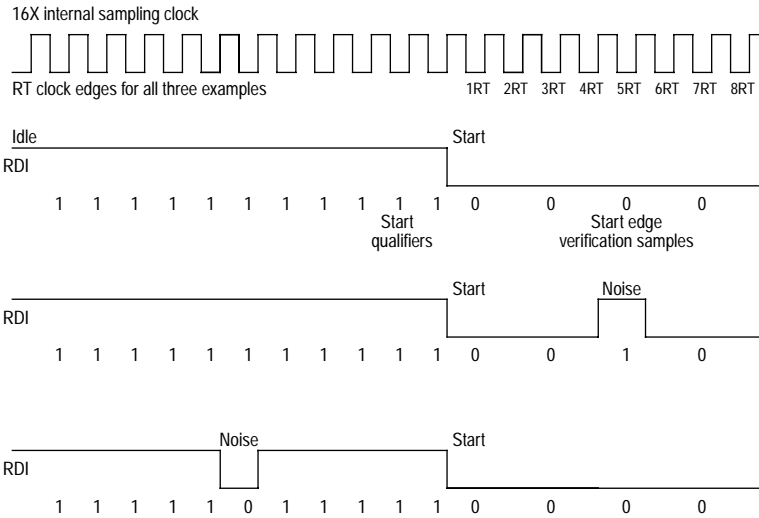 16X internal sampling clock
RT clock edges for all three examples 1RT 2RT 3RT 4RT 5RT 6RT 7RT 8RT
Idle Start
RDI
1 1 1 1 1 1 1 1 1 1 1 0 0 0 0
Start Start edge
qualifiers verification samples
Start Noise
RDI
1 1 1 1 1 1 1 1 1 1 1 0 0 1 0
Noise Start
RDI
1 1 1 1 1 0 1 1 1 1 1 0 0 0 0